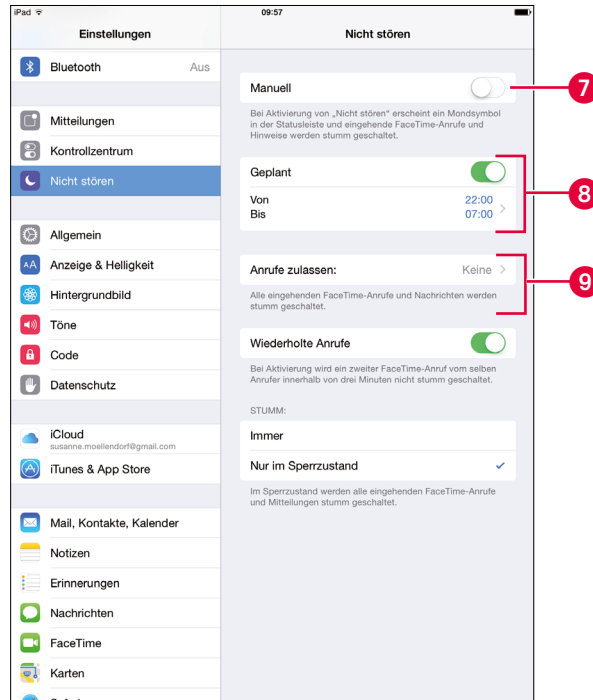 iPad
09:57
Einstellungen
Bluetooth Aus
Mitteilungen
Kontrollzentrum
Nicht stören
Allgemein
AA Anzeige & Helligkeit
Hintergrundbild
Töne
Code
Datenschutz
iCloud
susanne.moellendorf@gmail.com
iTunes & App Store
Mail, Kontakte, Kalender
Notizen
Erinnerungen
Nachrichten
FaceTime
Karten
Nicht stören
Manuell
7
Bei Aktivierung von „Nicht stören“ erscheint ein Mondsymbol
in der Statusleiste und eingehende FaceTime-Anrufe und
Hinweise werden stumm geschaltet.
Geplant
8
Von 22:00
Bis 07:00
Anrufe zulassen: Keine
9
Alle eingehenden FaceTime-Anrufe und Nachrichten werden
stumm geschaltet.
Wiederholte Anrufe
Bei Aktivierung wird ein zweiter FaceTime-Anruf vom selben
Anrufer innerhalb von drei Minuten nicht stumm geschaltet.
STUMM:
Immer
Nur im Sperrzustand
Im Sperrzustand werden alle eingehenden FaceTime-Anrufe
und Mitteilungen stumm geschaltet.